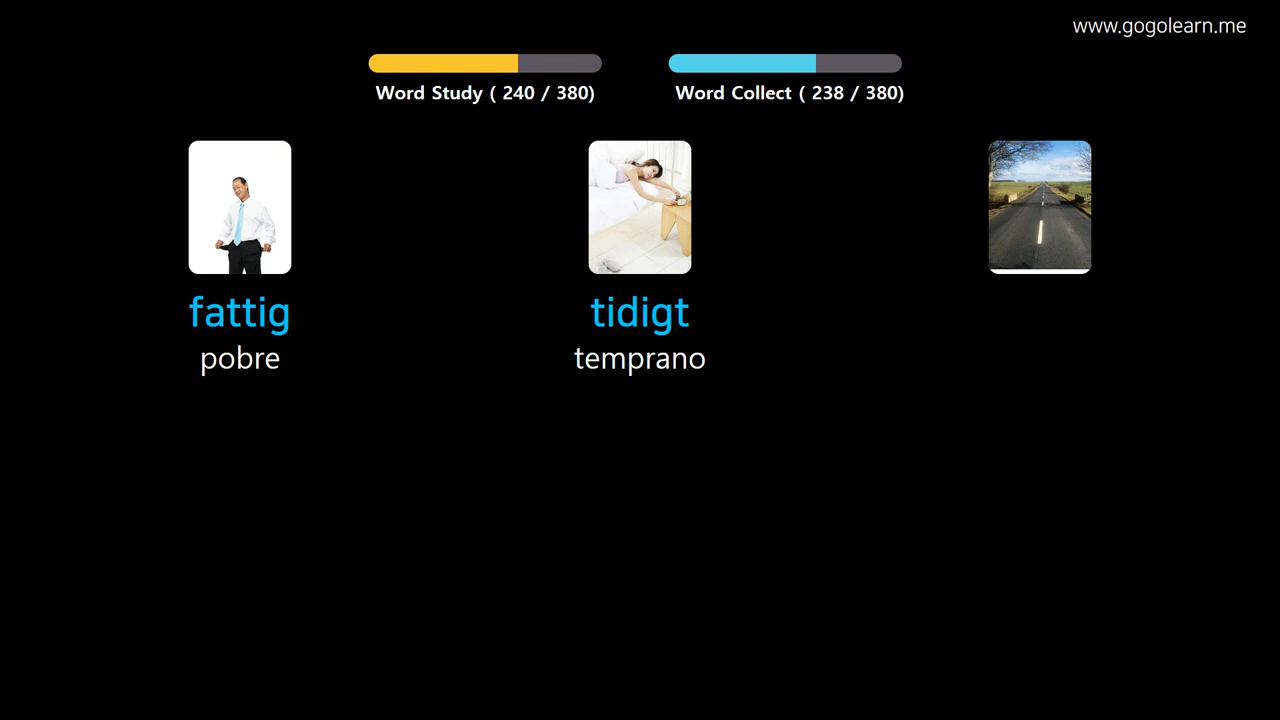 www.gogolearn.me
Word Study ( 240 / 380)
Word Collect ( 238 / 380)
fattig
pobre
tidigt
temprano